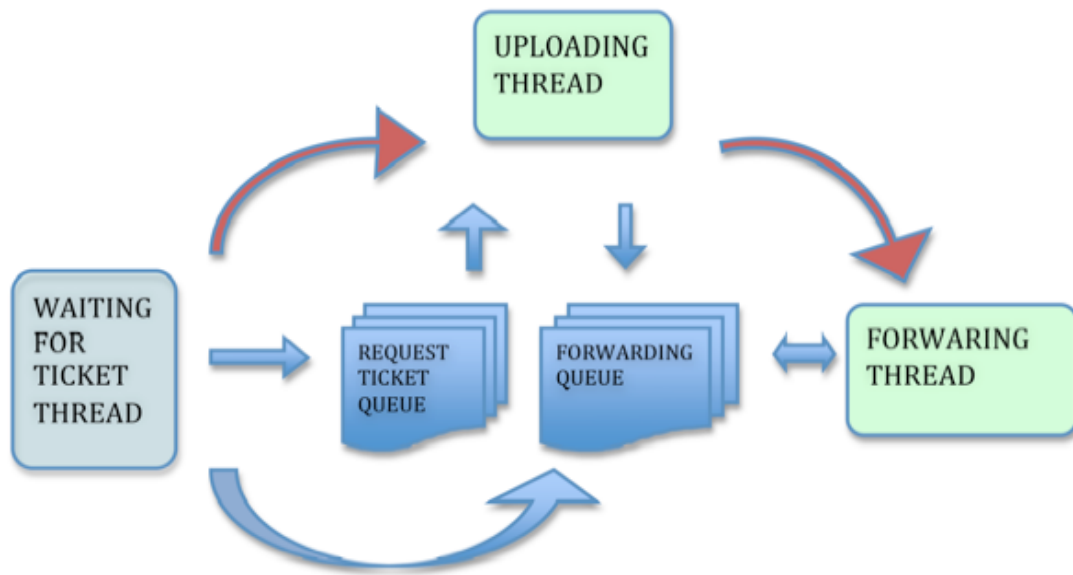 UPLOADING
THREAD
WAITING
FOR
TICKET
THREAD
REQUEST
TICKET
QUEUE
FORWARDING
QUEUE
FORWARING
THREAD